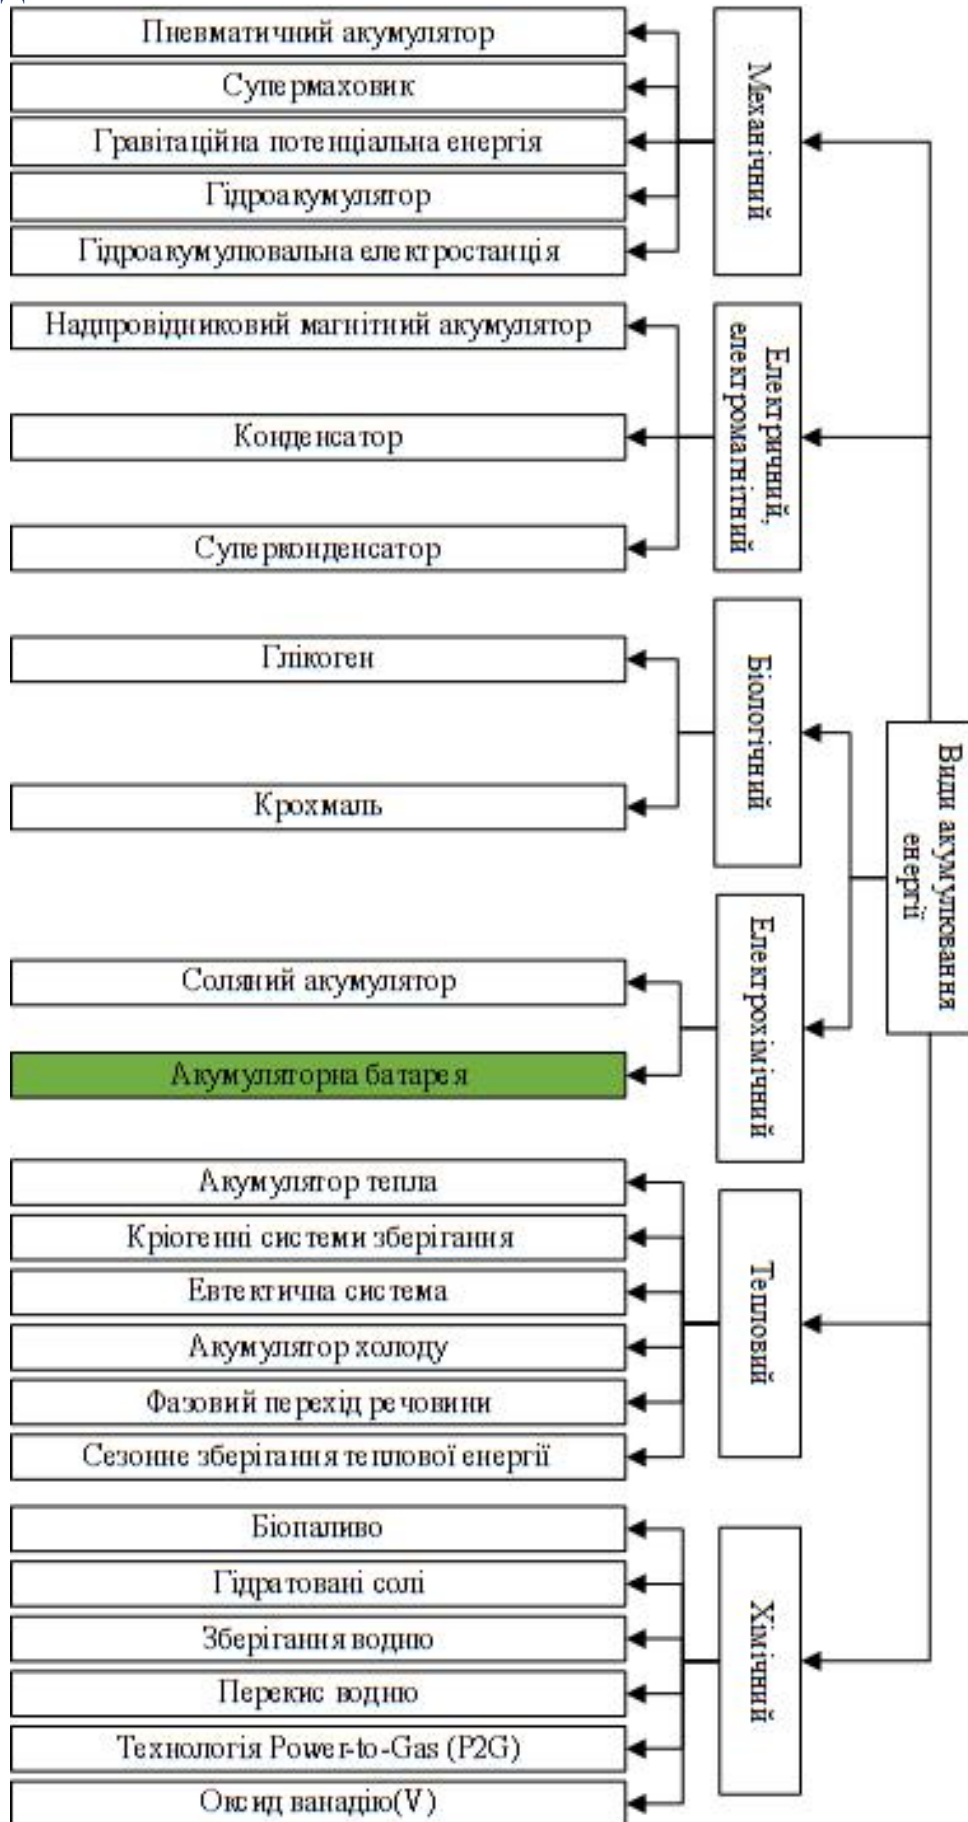 Пневматичний акумулятор
Супермаховик
Гравітаційна потенціальна енергія
Гідроакумулятор
Гідроакумулювальна електростанція
Механічний
Надпровідниковий магнітний акумулятор
Конденсатор
Суперконденсатор
Електричний,
електромагнітний
Глікоген
Крохмаль
Біологічний
Види акумулювання
енергії
Соляний акумулятор
Акумуляторна батарея
Електрохімічний
Акумулятор тепла
Кріогенні системи зберігання
Евтектична система
Акумулятор холоду
Фазовий перехід речовини
Сезонне зберігання теплової енергії
Тепловий
Біопаливо
Гідратовані солі
Зберігання водню
Перекис водню
Технологія Power-to-Gas (P2G)
Оксид ванадію(V)
Хімічний